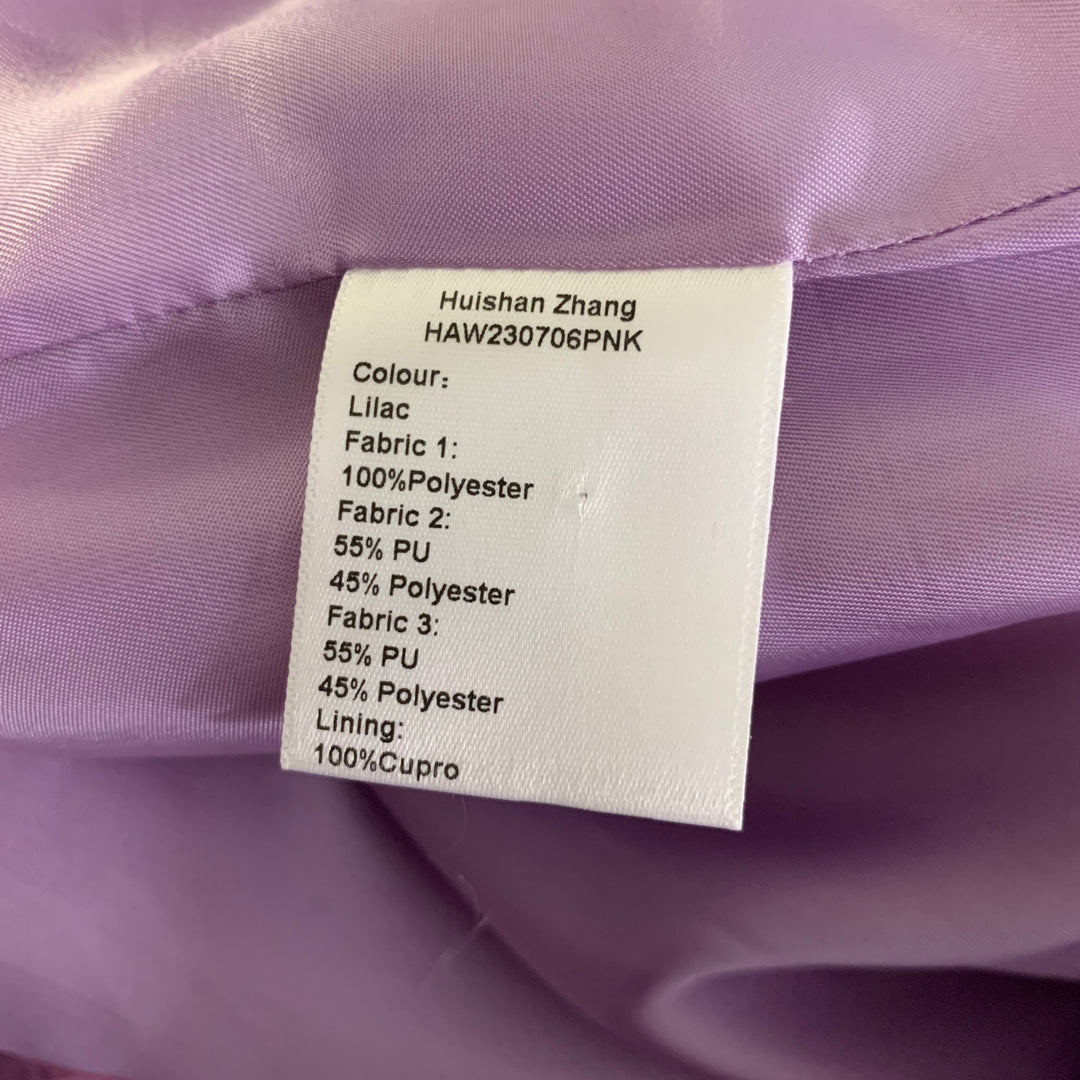 Huishan Zhang
HAW230706PNK
Colour:
Lilac
Fabric 1:
100%Polyester
Fabric 2:
55% PU
45% Polyester
Fabric 3:
55% PU
45% Polyester
Lining:
100%Cupro